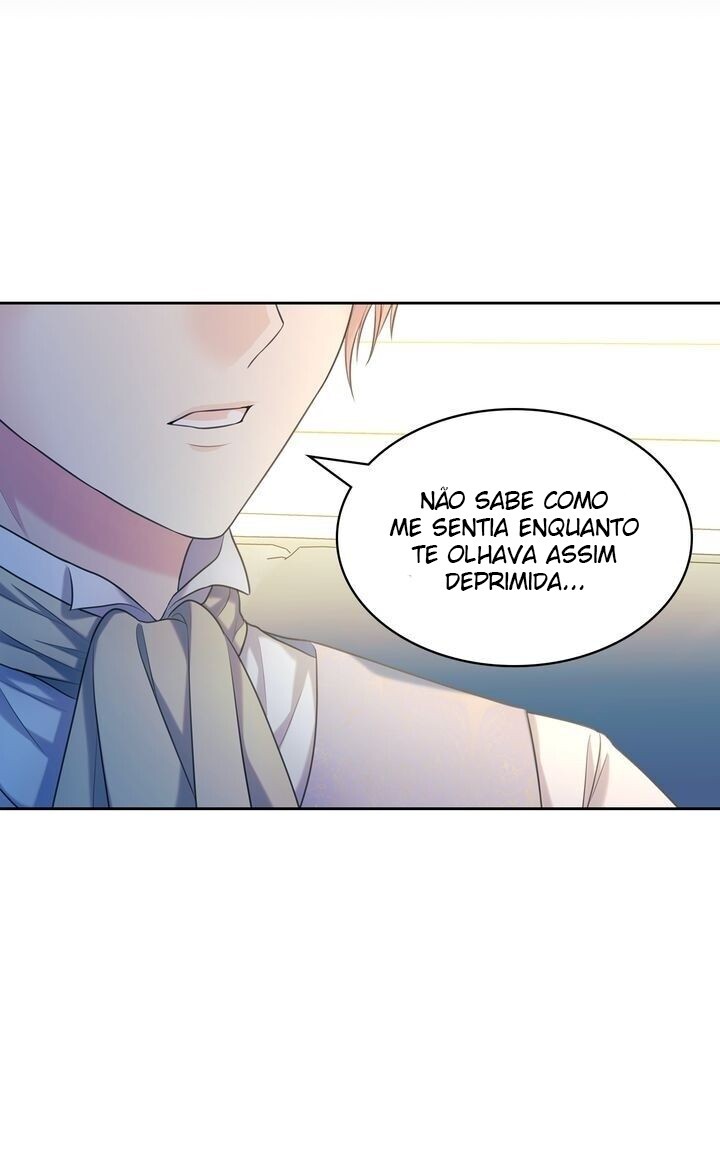 NÃO SABE COMO
ME SENTIA ENQUANTO
TE OLHAVA ASSIM
DEPRIMIDA...